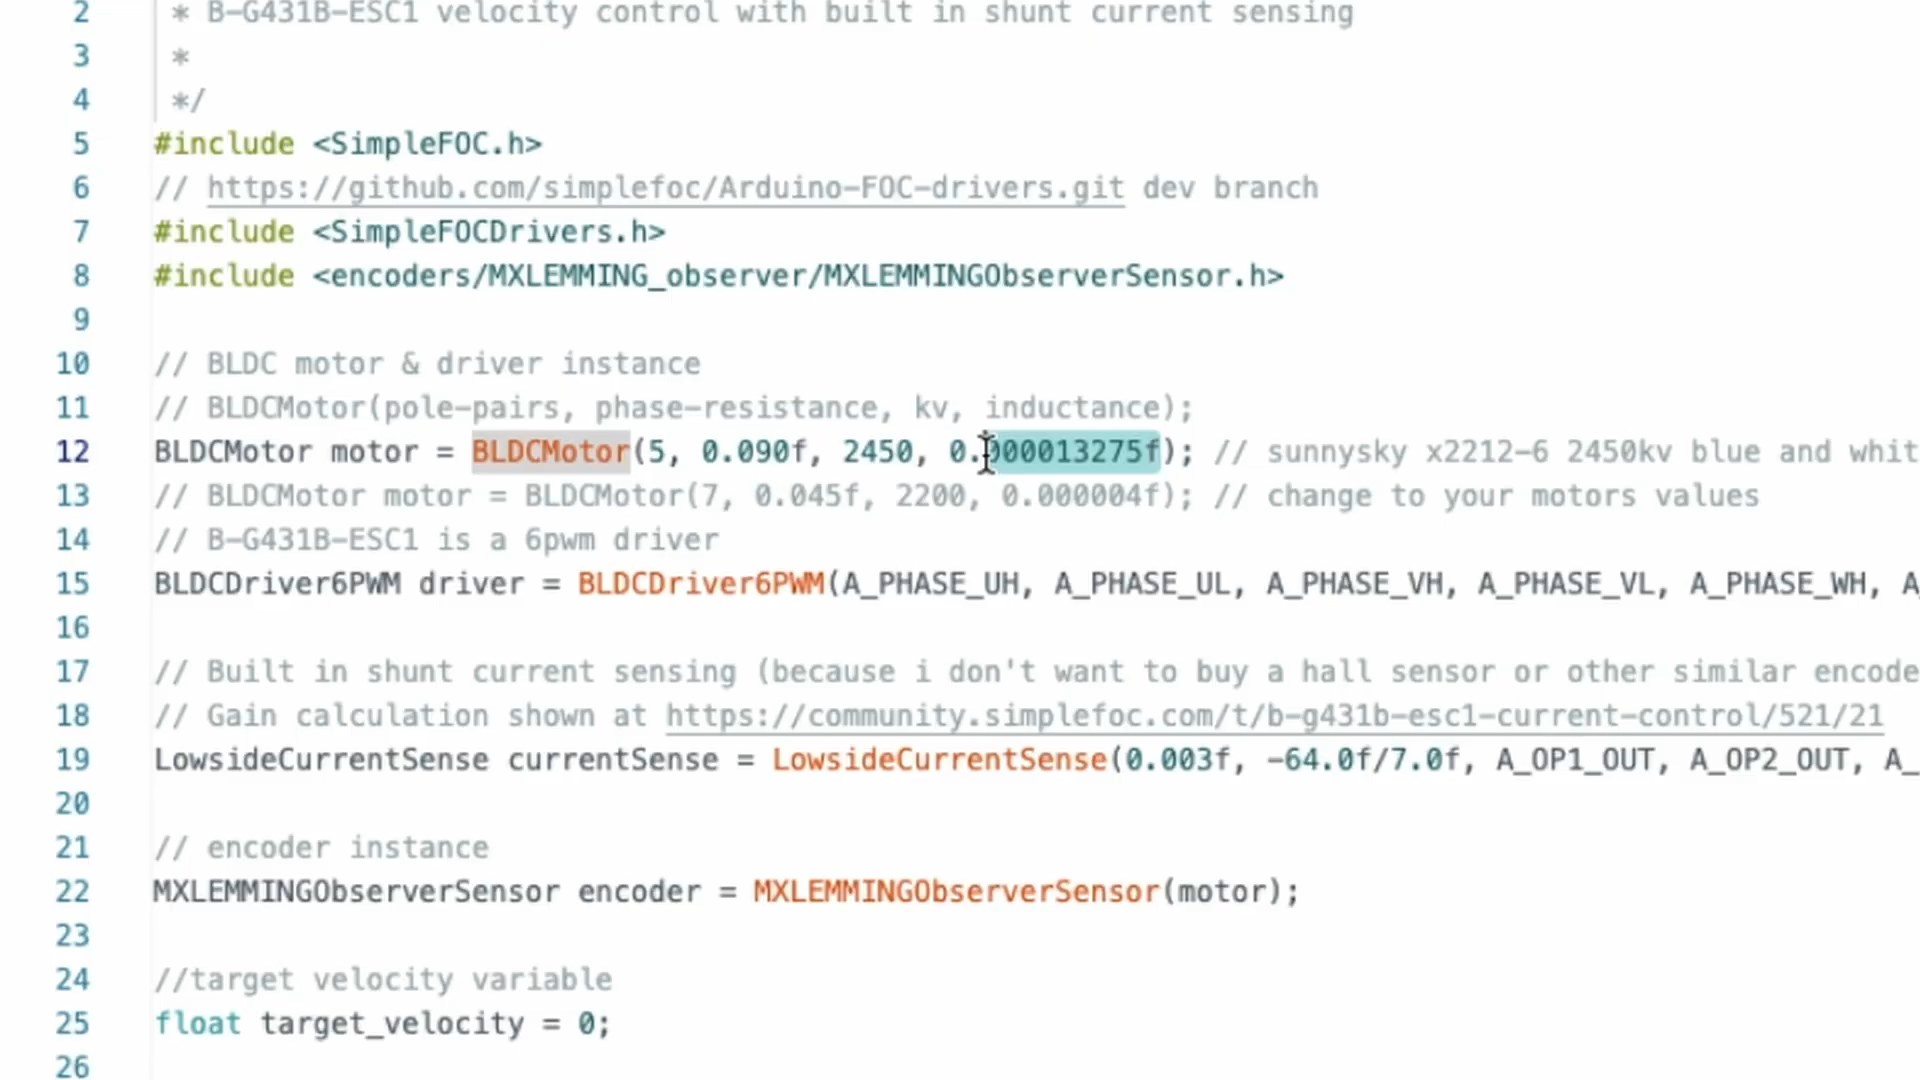 2 * B-G431B-ESC1 velocity control with built in shunt current sensing
3 *
4 */
5 #include <SimpleFOC.h>
6 // https://github.com/simplefoc/Arduino-FOC-drivers.git dev branch
7 #include <SimpleFOCDrivers.h>
8 #include <encoders/MXLEMMING_observer/MXLEMMINGObserverSensor.h>
9
10 // BLDC motor & driver instance
11 // BLDCMotor(pole-pairs, phase-resistance, kv, inductance);
12 BLDCMotor motor = BLDCMotor(5, 0.090f, 2450, 0.000013275f); // sunnysky x2212-6 2450kv blue and whit
13 // BLDCMotor motor = BLDCMotor(7, 0.045f, 2200, 0.000004f); // change to your motors values
14 // B-G431B-ESC1 is a 6pwm driver
15 BLDCDriver6PWM driver = BLDCDriver6PWM(A_PHASE_UH, A_PHASE_UL, A_PHASE_VH, A_PHASE_VL, A_PHASE_WH, A_
16
17 // Built in shunt current sensing (because i don't want to buy a hall sensor or other similar encode
18 // Gain calculation shown at https://community.simplefoc.com/t/b-g431b-esc1-current-control/521/21
19 LowsideCurrentSense currentSense = LowsideCurrentSense(0.003f, -64.0f/7.0f, A_OP1_OUT, A_OP2_OUT, A_
20
21 // encoder instance
22 MXLEMMINGObserverSensor encoder = MXLEMMINGObserverSensor(motor);
23
24 //target velocity variable
25 float target_velocity = 0;
26